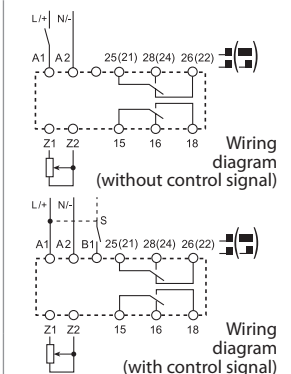 L/+ N/-
A1 A2 25(21) 28(24) 26(22)
Z1 Z2 15 16 18
Wiring
diagram
(without control signal)
L/+ N/-
S
A1 A2 B1 25(21) 28(24) 26(22)
Z1 Z2 15 16 18
Wiring
diagram
(with control signal)